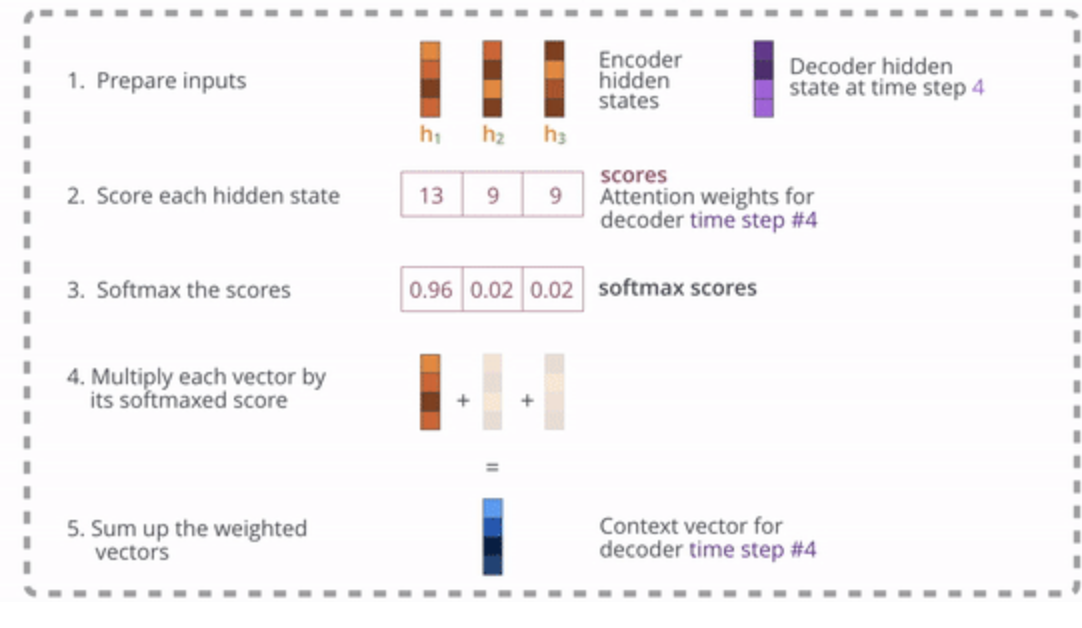 1. Prepare inputs
Encoder
hidden
states
Decoder hidden
state at time step 4
h₁ h₂ h₃
2. Score each hidden state
13 9 9
scores
Attention weights for
decoder time step #4
3. Softmax the scores
0.96 0.02 0.02
softmax scores
4. Multiply each vector by
its softmaxed score
+ +
=
5. Sum up the weighted
vectors
Context vector for
decoder time step #4